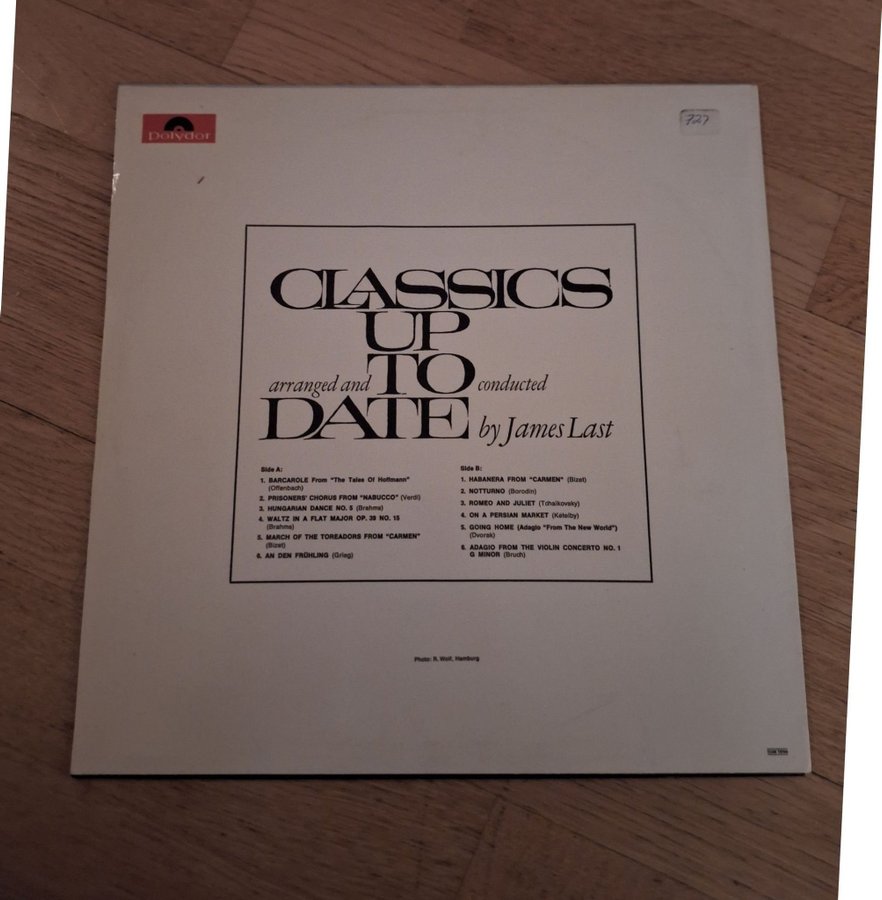 Polydor
727
CLASSICS
UP
arranged and TO conducted
DATE by James Last
Side A:
1. BARCAROLE From "The Tales Of Hoffmann"
(Offenbach)
2. PRISONERS' CHORUS FROM "NABUCCO" (Verdi)
3. HUNGARIAN DANCE NO. 5 (Brahms)
4. WALTZ IN A FLAT MAJOR OP. 39 NO. 15
(Brahms)
5. MARCH OF THE TOREADORS FROM "CARMEN"
(Bizet)
6. AN DEN FRÜHLING (Grieg)
Side B:
1. HABANERA FROM "CARMEN" (Bizet)
2. NOTTURNO (Borodin)
3. ROMEO AND JULIET (Tchaikovsky)
4. ON A PERSIAN MARKET (Ketelby)
5. GOING HOME (Adagio "From The New World")
(Dvorak)
6. ADAGIO FROM THE VIOLIN CONCERTO NO. 1
G MINOR (Bruch)
Photo: R. Wolf, Hamburg